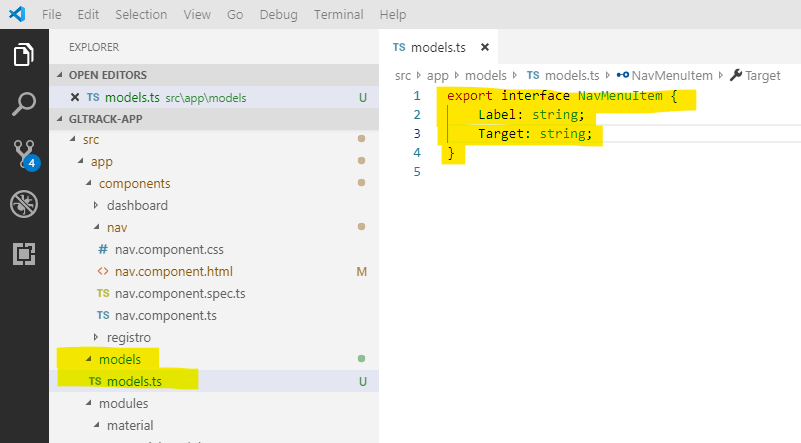 File Edit Selection View Go Debug Terminal Help
EXPLORER
OPEN EDITORS
TS models.ts src\app\models U
GLTRACK-APP
src
app
components
dashboard
nav
# nav.component.css
<> nav.component.html M
TS nav.component.spec.ts
TS nav.component.ts
registro
models
TS models.ts U
modules
material
4
TS models.ts
src app models TS models.ts NavMenuItem Target
1 export interface NavMenuItem {
2 Label: string;
3 Target: string;
4 }
5